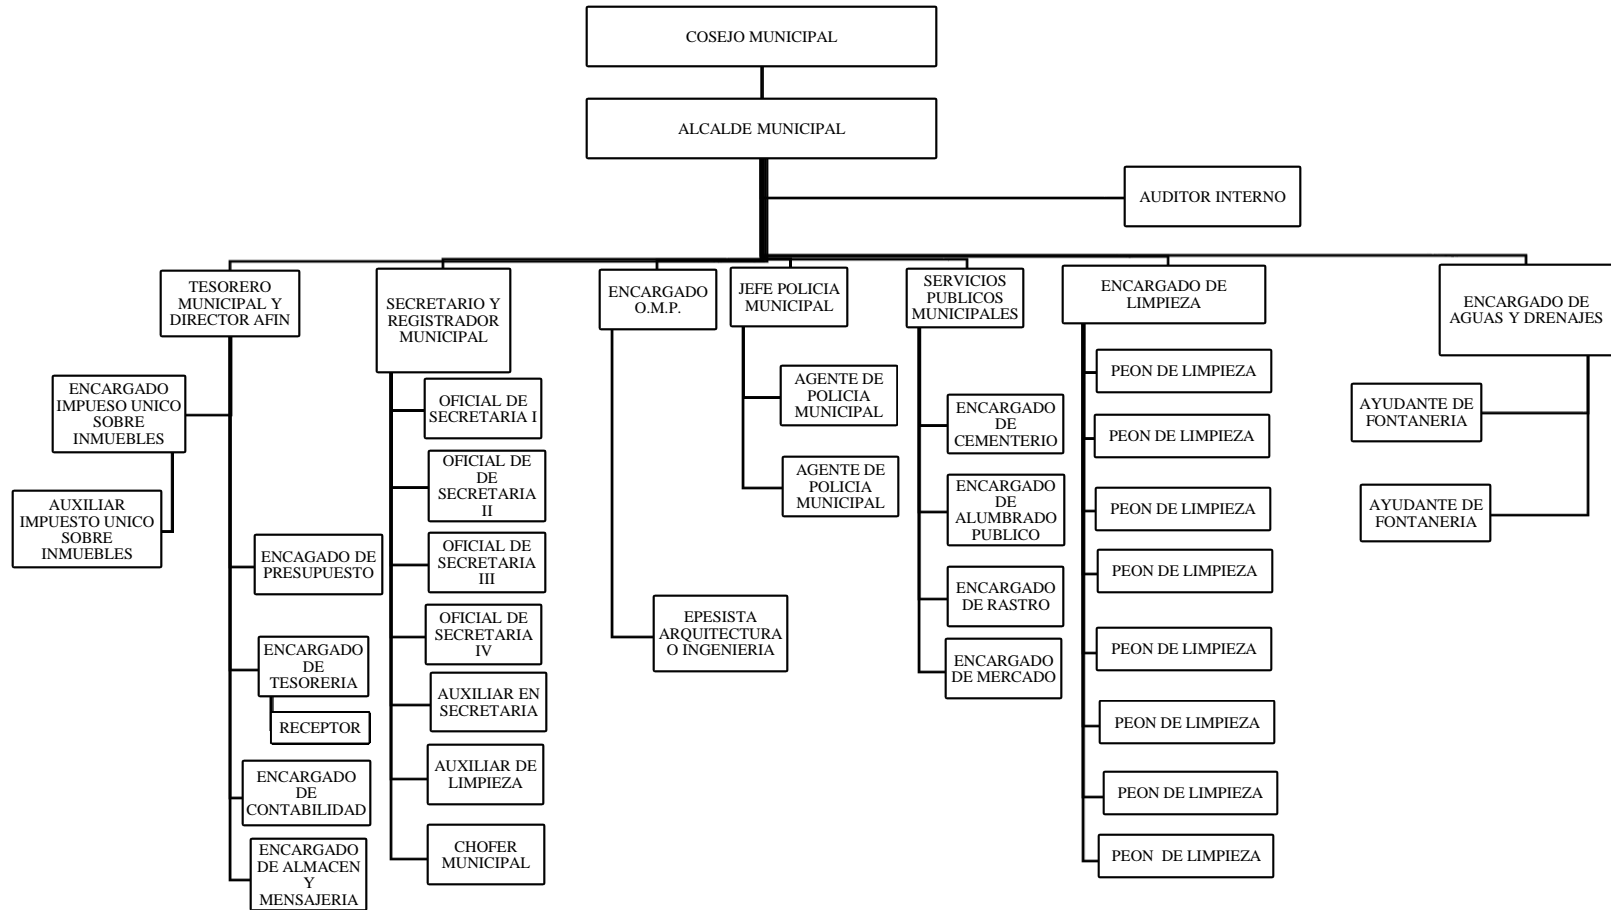 COSEJO MUNICIPAL
ALCALDE MUNICIPAL
AUDITOR INTERNO
TESORERO
MUNICIPAL Y
DIRECTOR AFIN
ENCARGADO
IMPUESO UNICO
SOBRE
INMUEBLES
AUXILIAR
IMPUESTO UNICO
SOBRE
INMUEBLES
ENCAGADO DE
PRESUPUESTO
ENCARGADO
DE
TESORERIA
RECEPTOR
ENCARGADO
DE
CONTABILIDAD
ENCARGADO
DE ALMACEN
Y
MENSAJERIA
SECRETARIO Y
REGISTRADOR
MUNICIPAL
OFICIAL DE
SECRETARIA I
OFICIAL DE
DE
SECRETARIA
II
OFICIAL DE
SECRETARIA
III
OFICIAL DE
SECRETARIA
IV
AUXILIAR EN
SECRETARIA
AUXILIAR DE
LIMPIEZA
CHOFER
MUNICIPAL
ENCARGADO
O.M.P.
EPESISTA
ARQUITECTURA
O INGENIERIA
JEFE POLICIA
MUNICIPAL
AGENTE DE
POLICIA
MUNICIPAL
AGENTE DE
POLICIA
MUNICIPAL
SERVICIOS
PUBLICOS
MUNICIPALES
ENCARGADO
DE
CEMENTERIO
ENCARGADO
DE
ALUMBRADO
PUBLICO
ENCARGADO
DE RASTRO
ENCARGADO
DE MERCADO
ENCARGADO DE
LIMPIEZA
PEON DE LIMPIEZA
PEON DE LIMPIEZA
PEON DE LIMPIEZA
PEON DE LIMPIEZA
PEON DE LIMPIEZA
PEON DE LIMPIEZA
PEON DE LIMPIEZA
PEON DE LIMPIEZA
ENCARGADO DE
AGUAS Y DRENAJES
AYUDANTE DE
FONTANERIA
AYUDANTE DE
FONTANERIA